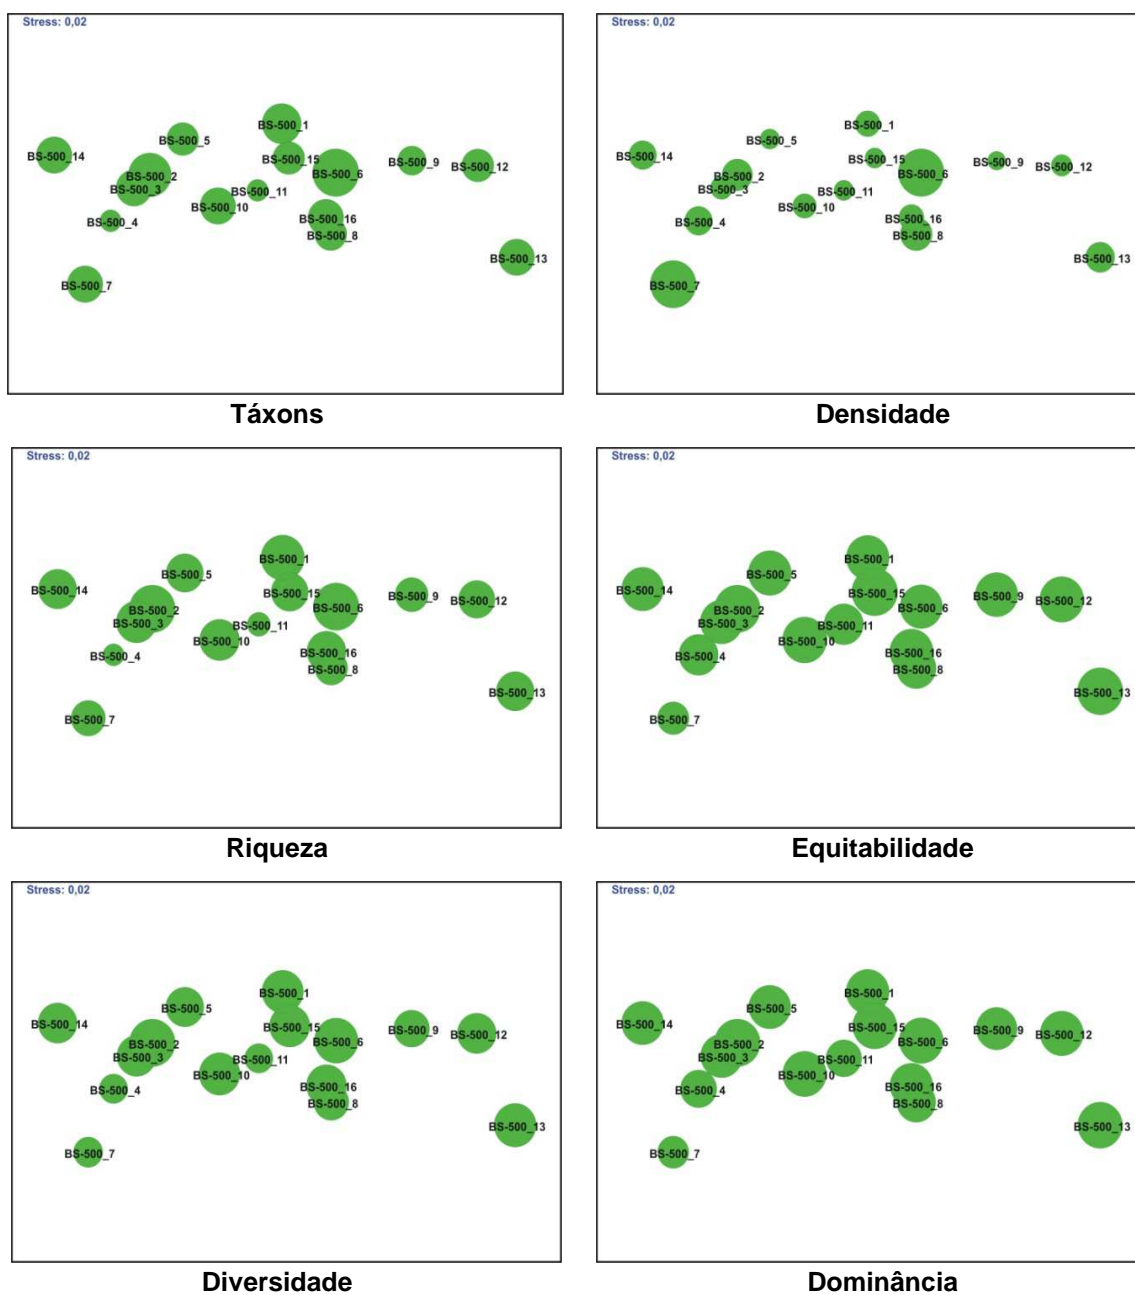 Stress: 0,02
BS-500_1
BS-500_5
BS-500_14
BS-500_15
BS-500_9
BS-500_12
BS-500_2
BS-500_6
BS-500_3
BS-500_11
BS-500_10
BS-500_4
BS-500_16
BS-500_8
BS-500_13
BS-500_7
Táxons
Stress: 0,02
BS-500_1
BS-500_5
BS-500_14
BS-500_15
BS-500_9
BS-500_12
BS-500_2
BS-500_6
BS-500_3
BS-500_11
BS-500_10
BS-500_4
BS-500_16
BS-500_8
BS-500_13
BS-500_7
Densidade
Stress: 0,02
BS-500_1
BS-500_5
BS-500_14
BS-500_15
BS-500_9
BS-500_12
BS-500_2
BS-500_6
BS-500_3
BS-500_11
BS-500_10
BS-500_4
BS-500_16
BS-500_8
BS-500_13
BS-500_7
Riqueza
Stress: 0,02
BS-500_1
BS-500_5
BS-500_14
BS-500_15
BS-500_9
BS-500_12
BS-500_2
BS-500_6
BS-500_3
BS-500_11
BS-500_10
BS-500_4
BS-500_16
BS-500_8
BS-500_13
BS-500_7
Equitabilidade
Stress: 0,02
BS-500_1
BS-500_5
BS-500_14
BS-500_15
BS-500_9
BS-500_12
BS-500_2
BS-500_6
BS-500_3
BS-500_11
BS-500_10
BS-500_4
BS-500_16
BS-500_8
BS-500_13
BS-500_7
Diversidade
Stress: 0,02
BS-500_1
BS-500_5
BS-500_14
BS-500_15
BS-500_9
BS-500_12
BS-500_2
BS-500_6
BS-500_3
BS-500_11
BS-500_10
BS-500_4
BS-500_16
BS-500_8
BS-500_13
BS-500_7
Dominância